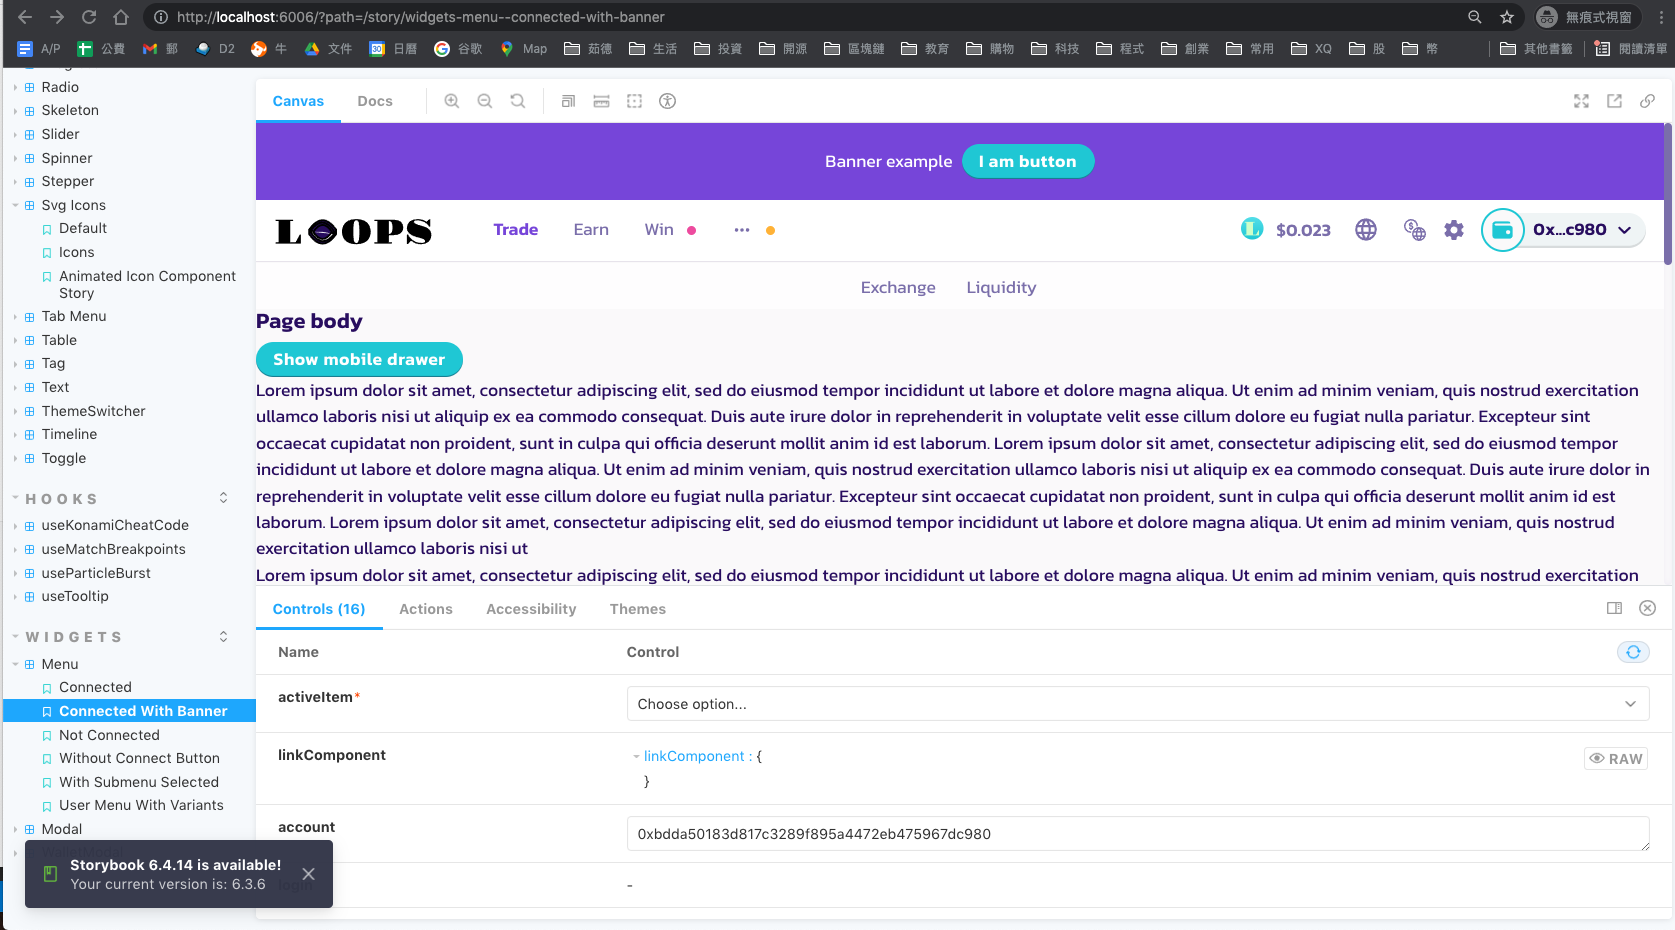 http://localhost:6006/?path=/story/widgets-menu--connected-with-banner
無痕式視窗
A/P
公費
郵
D2
牛
文件
日曆
谷歌
Map
茹德
生活
投資
開源
區塊鏈
教育
購物
科技
程式
創業
常用
XQ
股
幣
其他書籤
閱讀清單
Radio
Skeleton
Slider
Spinner
Stepper
Svg Icons
Default
Icons
Animated Icon Component
Story
Tab Menu
Table
Tag
Text
ThemeSwitcher
Timeline
Toggle
HOOKS
useKonamiCheatCode
useMatchBreakpoints
useParticleBurst
useTooltip
WIDGETS
Menu
Connected
Connected With Banner
Not Connected
Without Connect Button
With Submenu Selected
User Menu With Variants
Modal
Storybook 6.4.14 is available!
Your current version is: 6.3.6
Canvas
Docs
Banner example
I am button
LOOPS
Trade
Earn
Win
...
$0.023
0x...c980
Exchange
Liquidity
Page body
Show mobile drawer
Lorem ipsum dolor sit amet, consectetur adipiscing elit, sed do eiusmod tempor incididunt ut labore et dolore magna aliqua. Ut enim ad minim veniam, quis nostrud exercitation
ullamco laboris nisi ut aliquip ex ea commodo consequat. Duis aute irure dolor in reprehenderit in voluptate velit esse cillum dolore eu fugiat nulla pariatur. Excepteur sint
occaecat cupidatat non proident, sunt in culpa qui officia deserunt mollit anim id est laborum. Lorem ipsum dolor sit amet, consectetur adipiscing elit, sed do eiusmod tempor
incididunt ut labore et dolore magna aliqua. Ut enim ad minim veniam, quis nostrud exercitation ullamco laboris nisi ut aliquip ex ea commodo consequat. Duis aute irure dolor in
reprehenderit in voluptate velit esse cillum dolore eu fugiat nulla pariatur. Excepteur sint occaecat cupidatat non proident, sunt in culpa qui officia deserunt mollit anim id est
laborum. Lorem ipsum dolor sit amet, consectetur adipiscing elit, sed do eiusmod tempor incididunt ut labore et dolore magna aliqua. Ut enim ad minim veniam, quis nostrud
exercitation ullamco laboris nisi ut
Lorem ipsum dolor sit amet, consectetur adipiscing elit, sed do eiusmod tempor incididunt ut labore et dolore magna aliqua. Ut enim ad minim veniam, quis nostrud exercitation
Controls (16)
Actions
Accessibility
Themes
Name
Control
activeItem*
Choose option...
linkComponent
linkComponent : {
}
RAW
account
0xbdda50183d817c3289f895a4472eb475967dc980
-